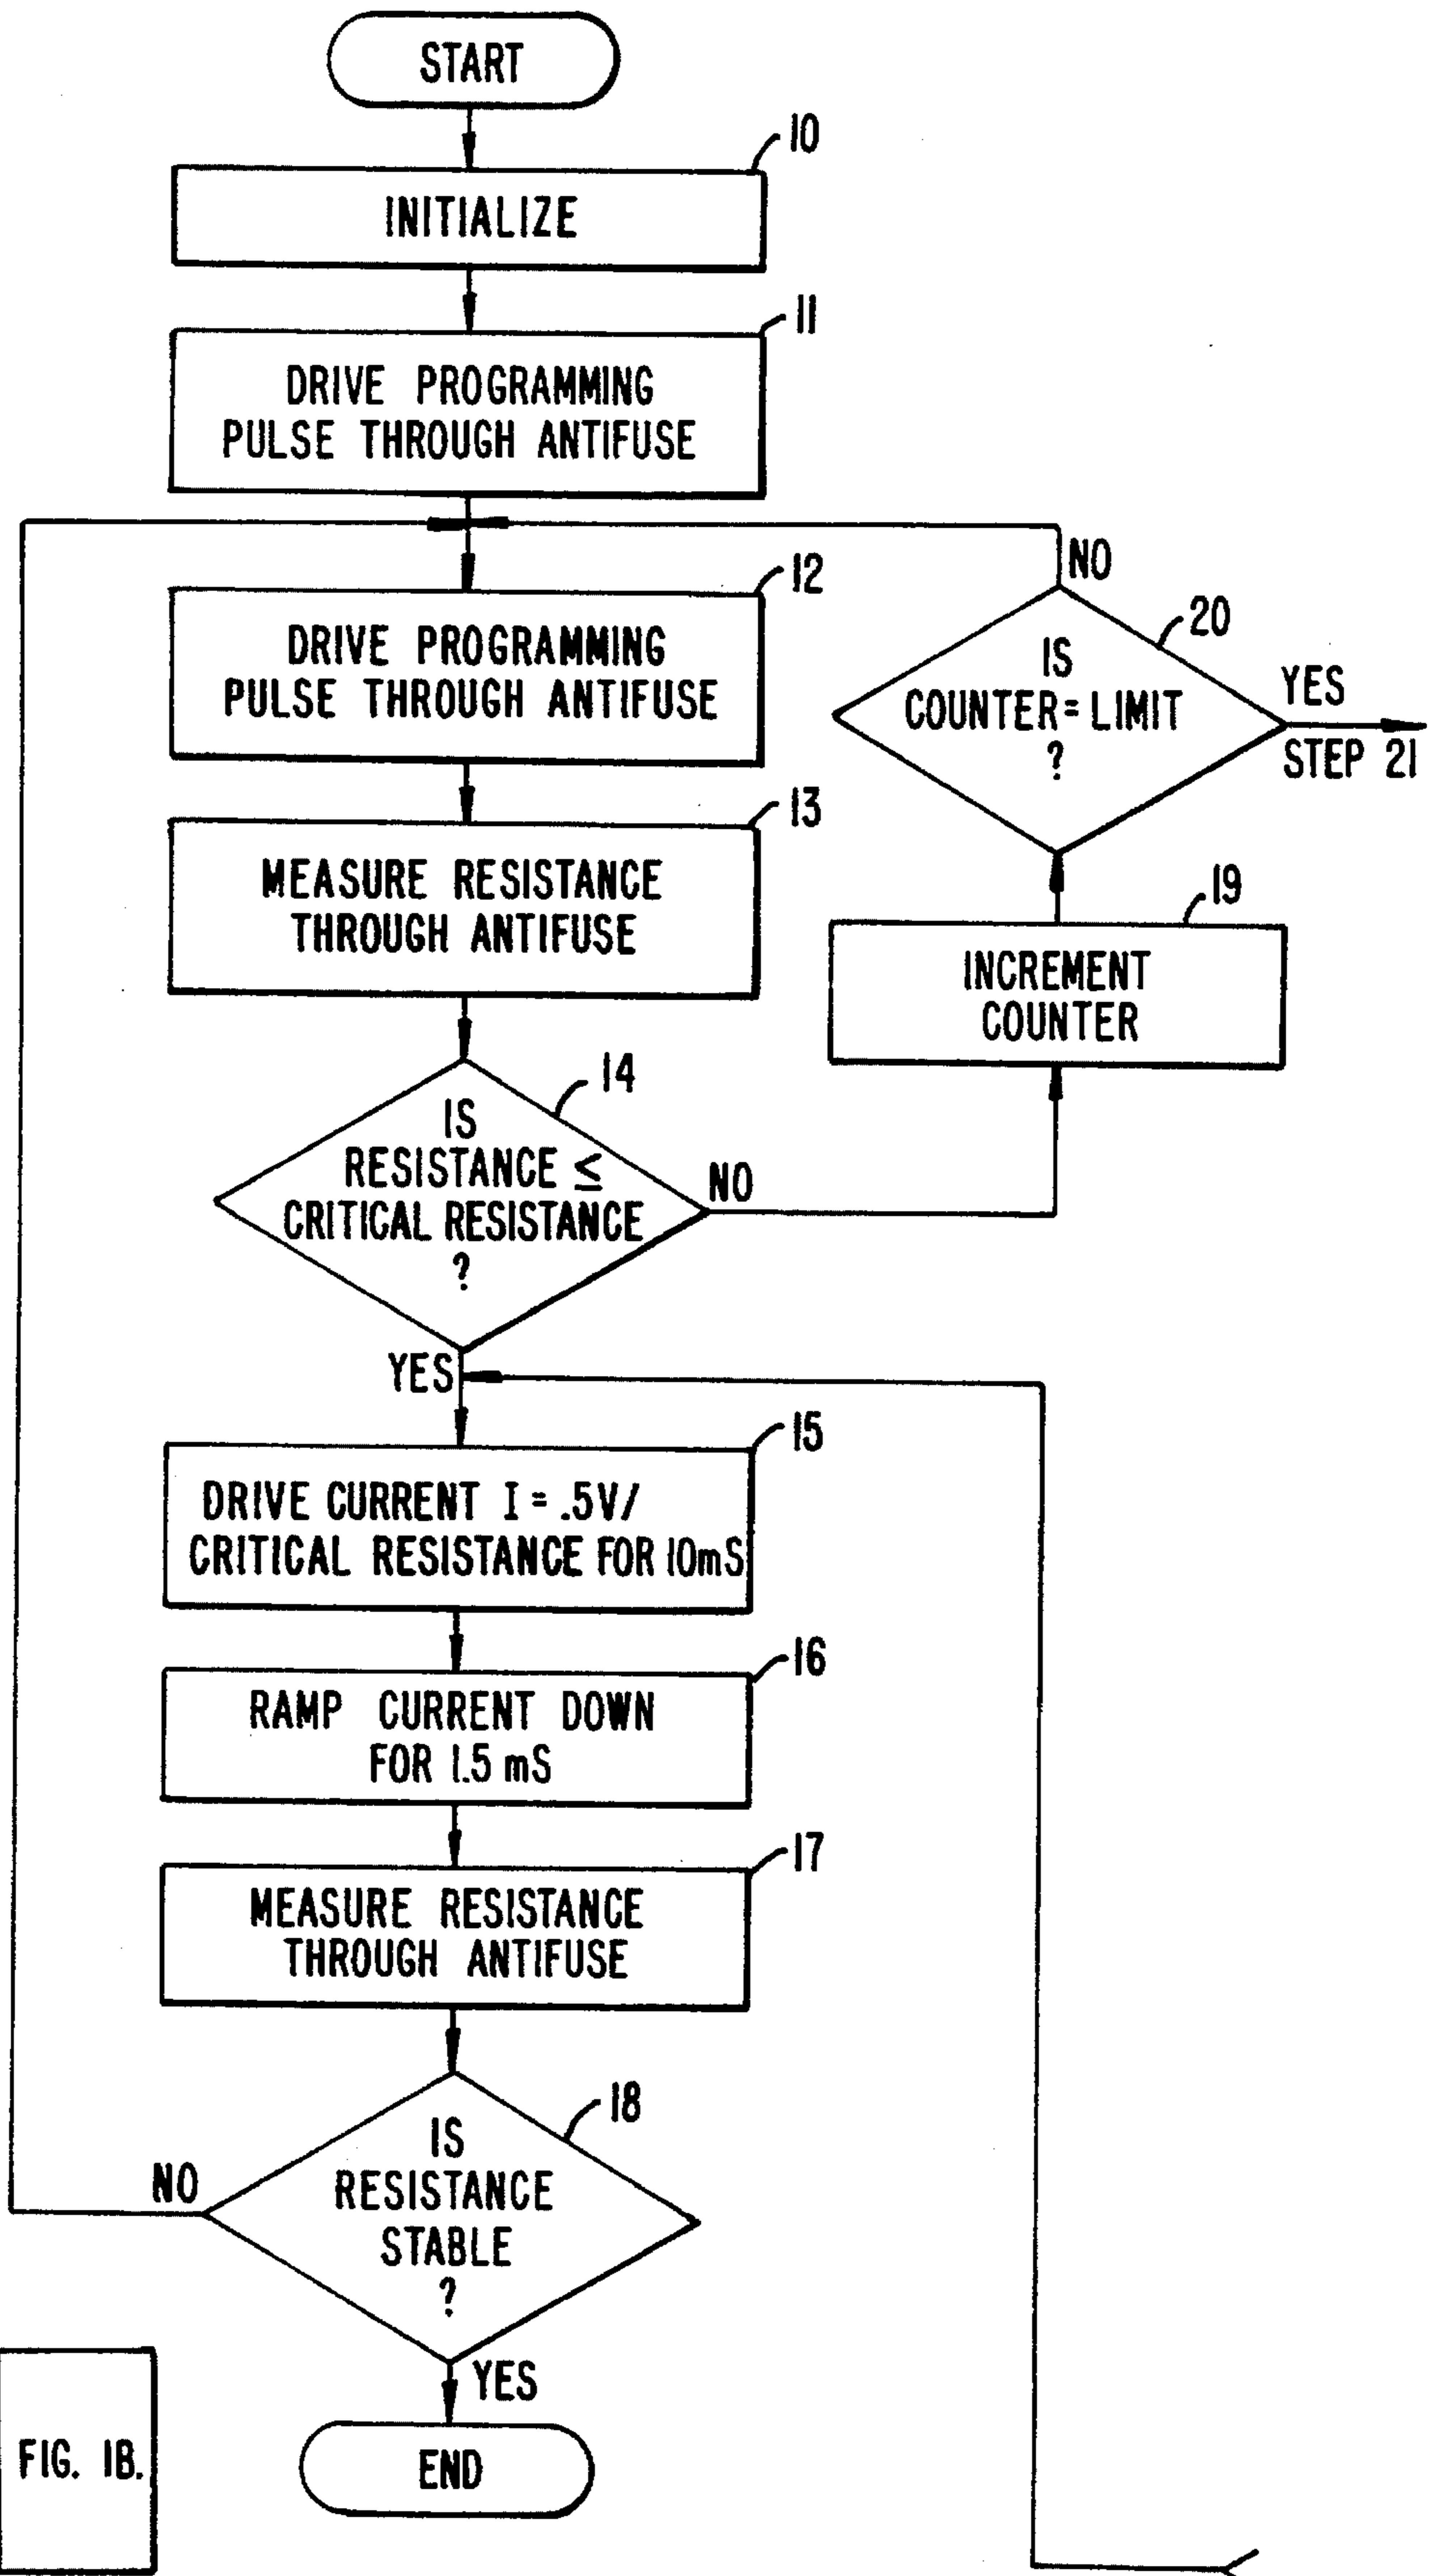 START
10
INITIALIZE
11
DRIVE PROGRAMMING
PULSE THROUGH ANTIFUSE
12
DRIVE PROGRAMMING
PULSE THROUGH ANTIFUSE
NO
20
IS
COUNTER = LIMIT
?
YES
STEP 21
13
MEASURE RESISTANCE
THROUGH ANTIFUSE
19
INCREMENT
COUNTER
14
IS
RESISTANCE ≤
CRITICAL RESISTANCE
?
NO
YES
15
DRIVE CURRENT I = .5V/
CRITICAL RESISTANCE FOR 10mS
16
RAMP CURRENT DOWN
FOR 1.5 mS
17
MEASURE RESISTANCE
THROUGH ANTIFUSE
18
IS
RESISTANCE
STABLE
?
NO
YES
END
FIG. 1B.